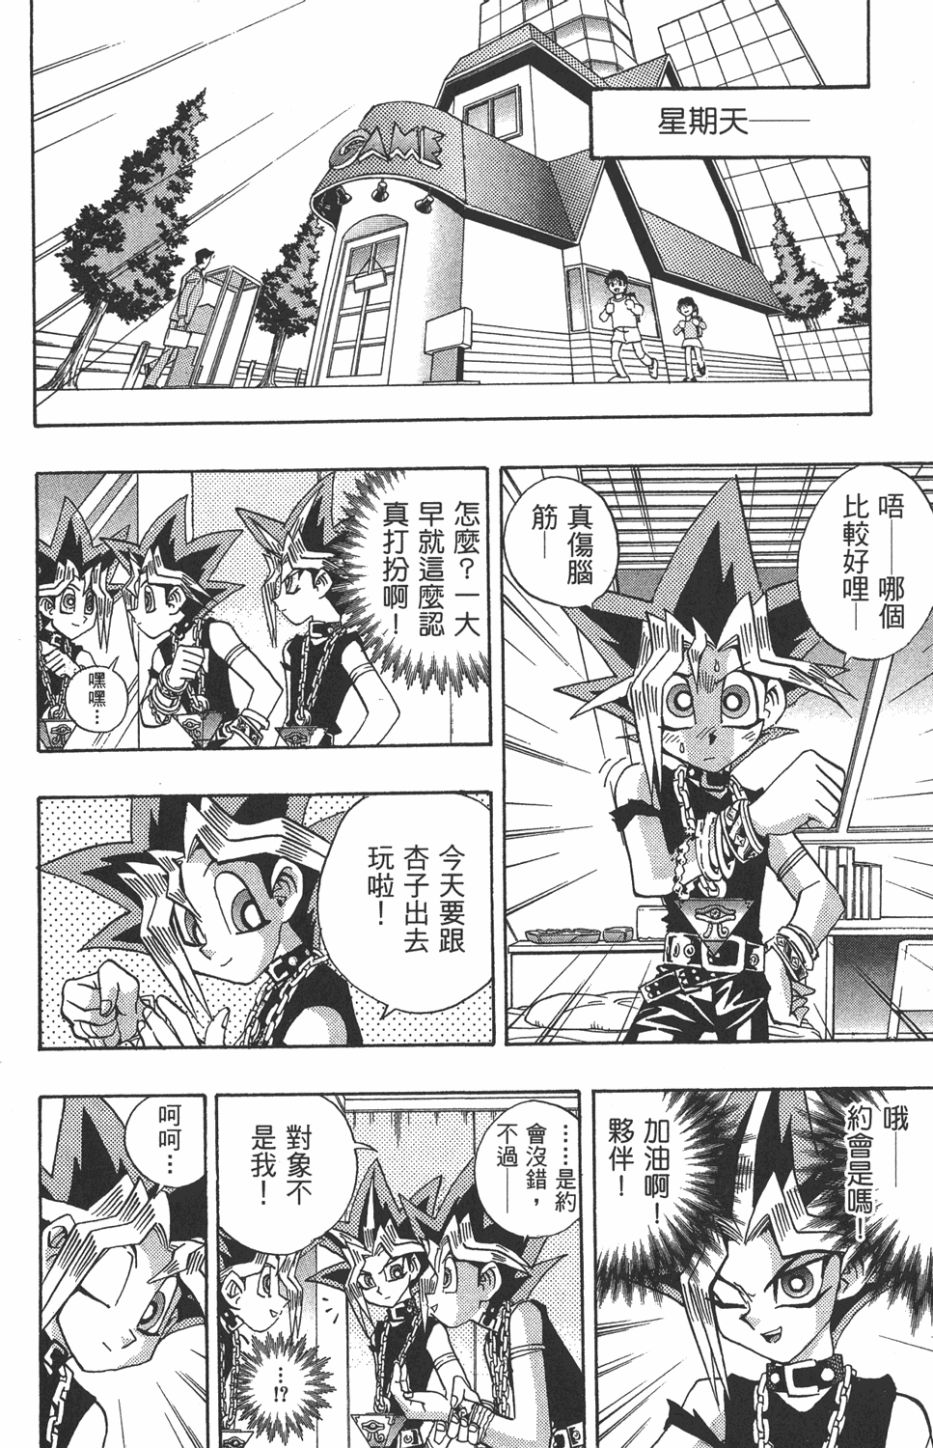 星期天——
GAME
唔——哪個
比較好哩——
真傷腦
筋——
怎麼？一大
早就這麼認
真打扮啊！
嘿嘿…
今天要跟
杏子出去
玩啦！
哦——
約會是嗎！
加油啊！
夥伴！
……是約
會沒錯，
不過——
對象不
是我！
…!?
呵呵…